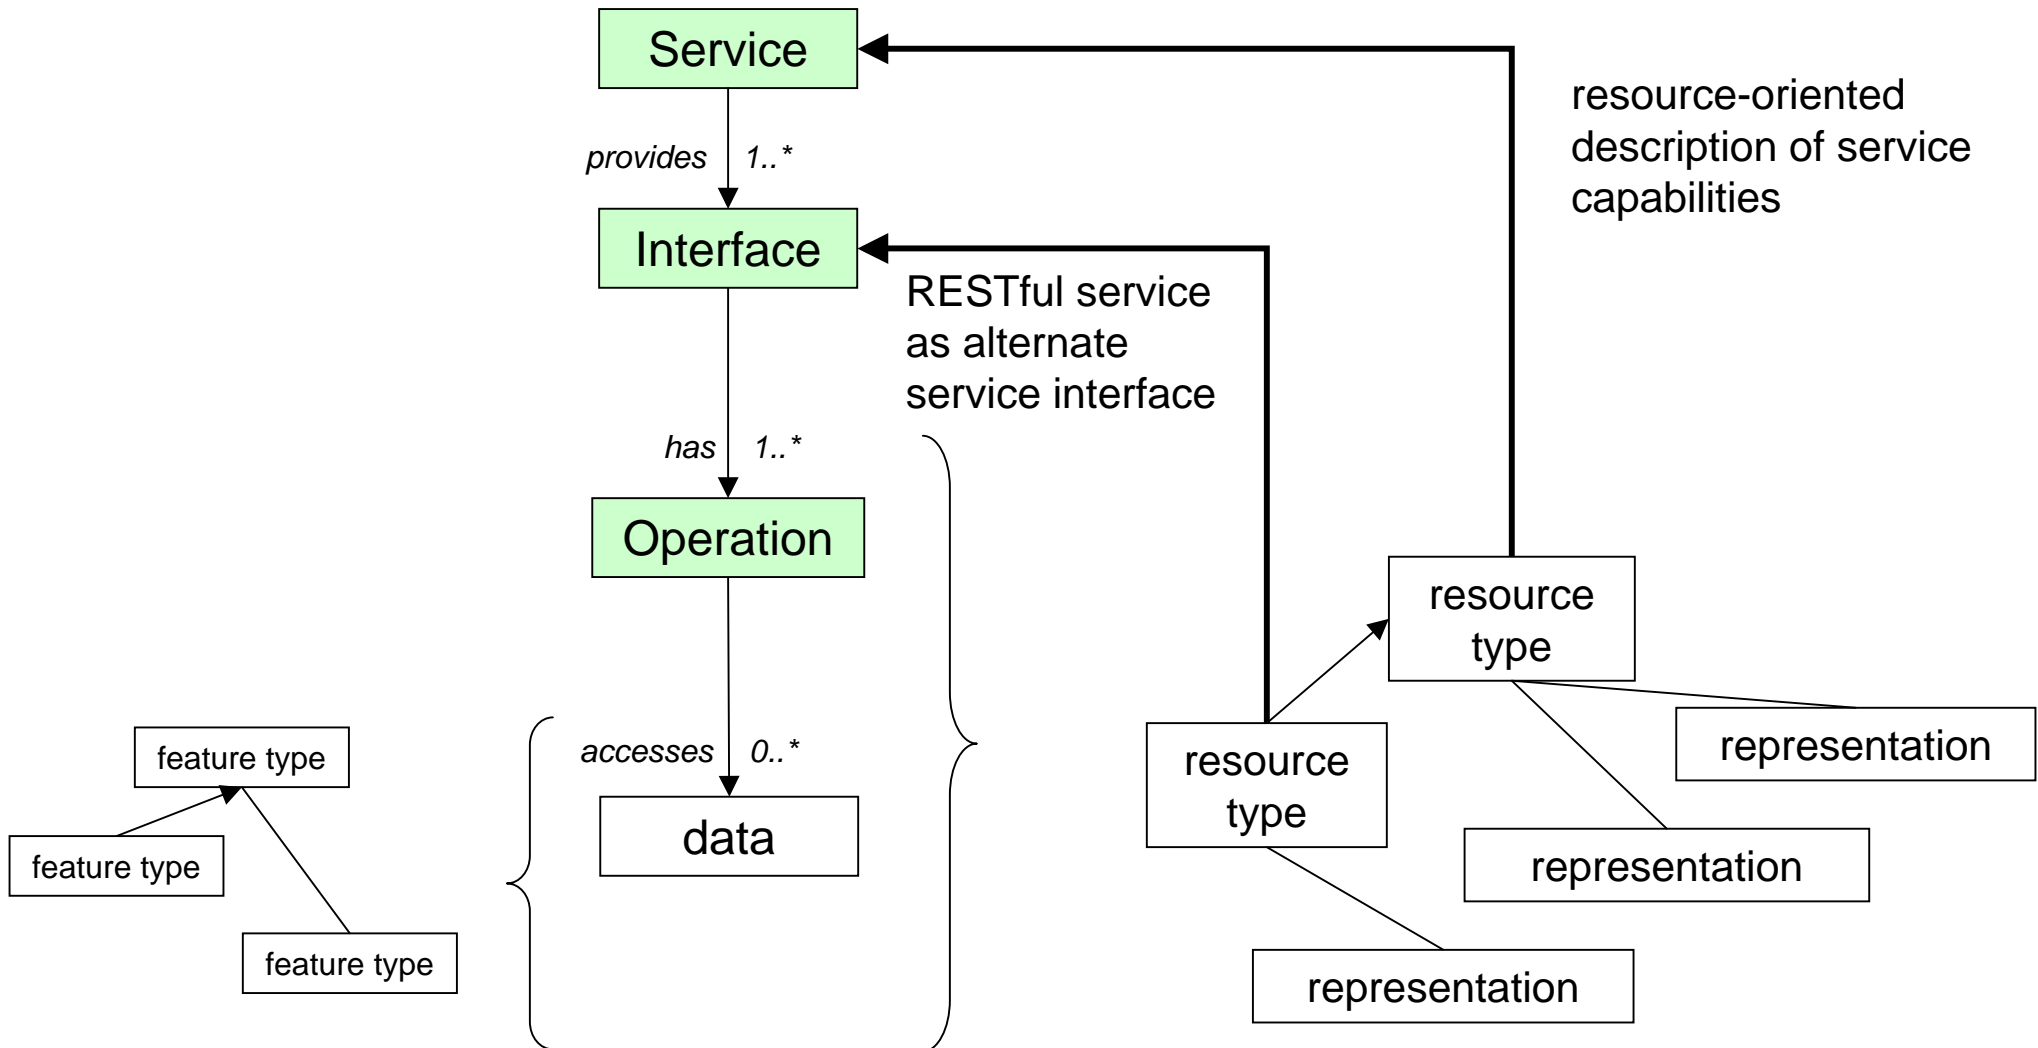 Service
resource-oriented
description of service
capabilities
provides 1..*
Interface
RESTful service
as alternate
service interface
has 1..*
Operation
resource
type
feature type
accesses 0..*
resource
type
representation
data
feature type
representation
feature type
representation